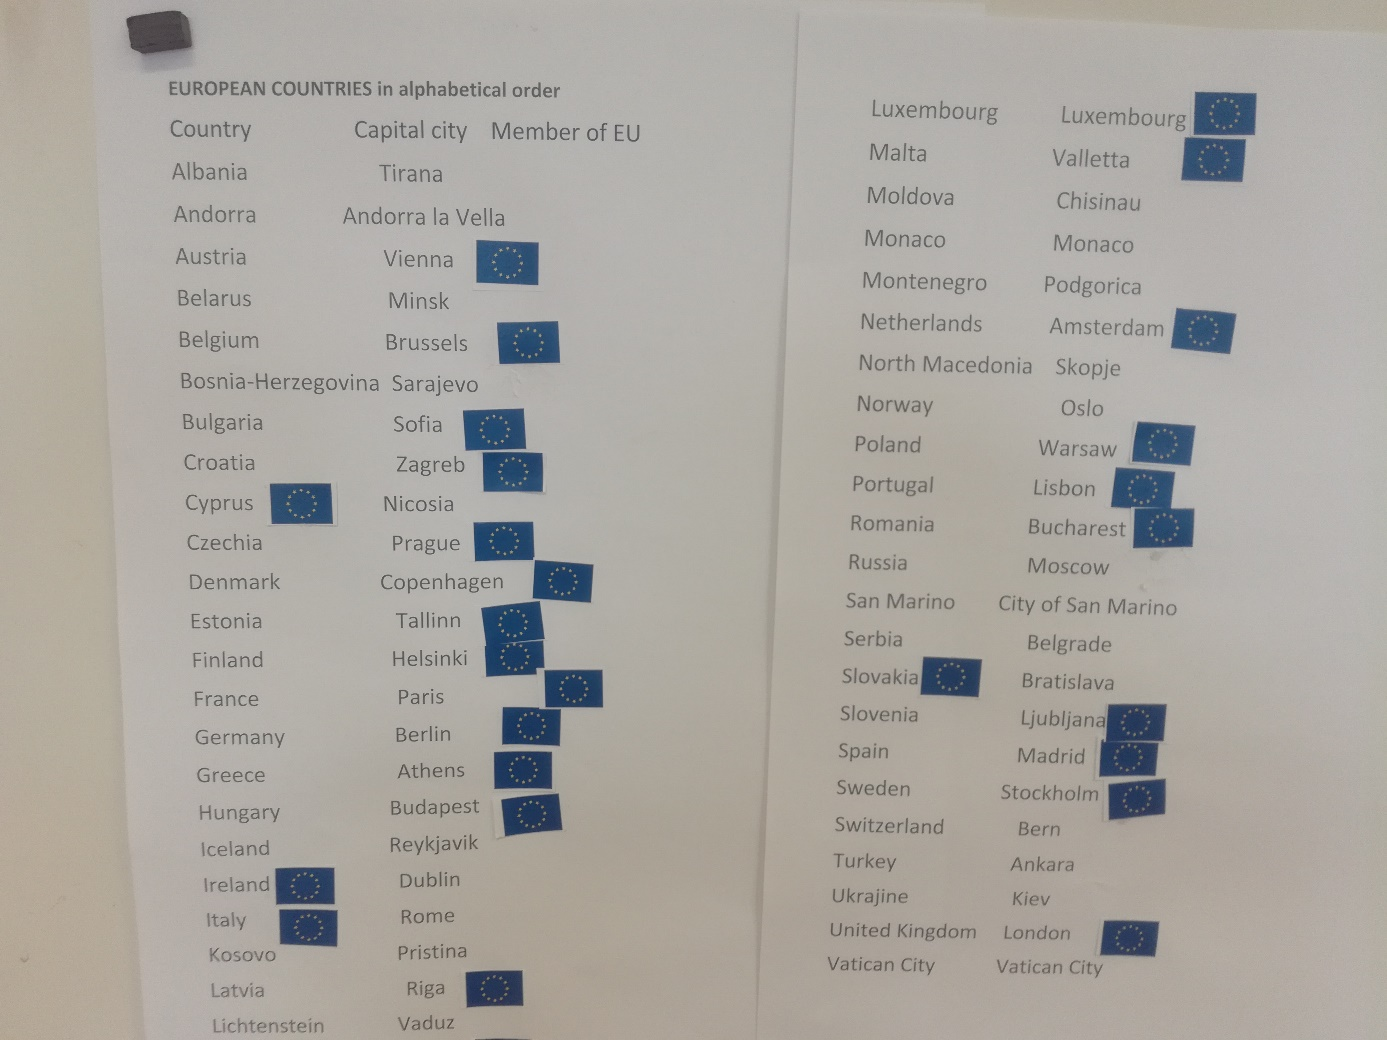 EUROPEAN COUNTRIES in alphabetical order
Country Capital city Member of EU
Albania Tirana
Andorra Andorra la Vella
Austria Vienna
Belarus Minsk
Belgium Brussels
Bosnia-Herzegovina Sarajevo
Bulgaria Sofia
Croatia Zagreb
Cyprus Nicosia
Czechia Prague
Denmark Copenhagen
Estonia Tallinn
Finland Helsinki
France Paris
Germany Berlin
Greece Athens
Hungary Budapest
Iceland Reykjavik
Ireland Dublin
Italy Rome
Kosovo Pristina
Latvia Riga
Lichtenstein Vaduz
Luxembourg Luxembourg
Malta Valletta
Moldova Chisinau
Monaco Monaco
Montenegro Podgorica
Netherlands Amsterdam
North Macedonia Skopje
Norway Oslo
Poland Warsaw
Portugal Lisbon
Romania Bucharest
Russia Moscow
San Marino City of San Marino
Serbia Belgrade
Slovakia Bratislava
Slovenia Ljubljana
Spain Madrid
Sweden Stockholm
Switzerland Bern
Turkey Ankara
Ukrajine Kiev
United Kingdom London
Vatican City Vatican City